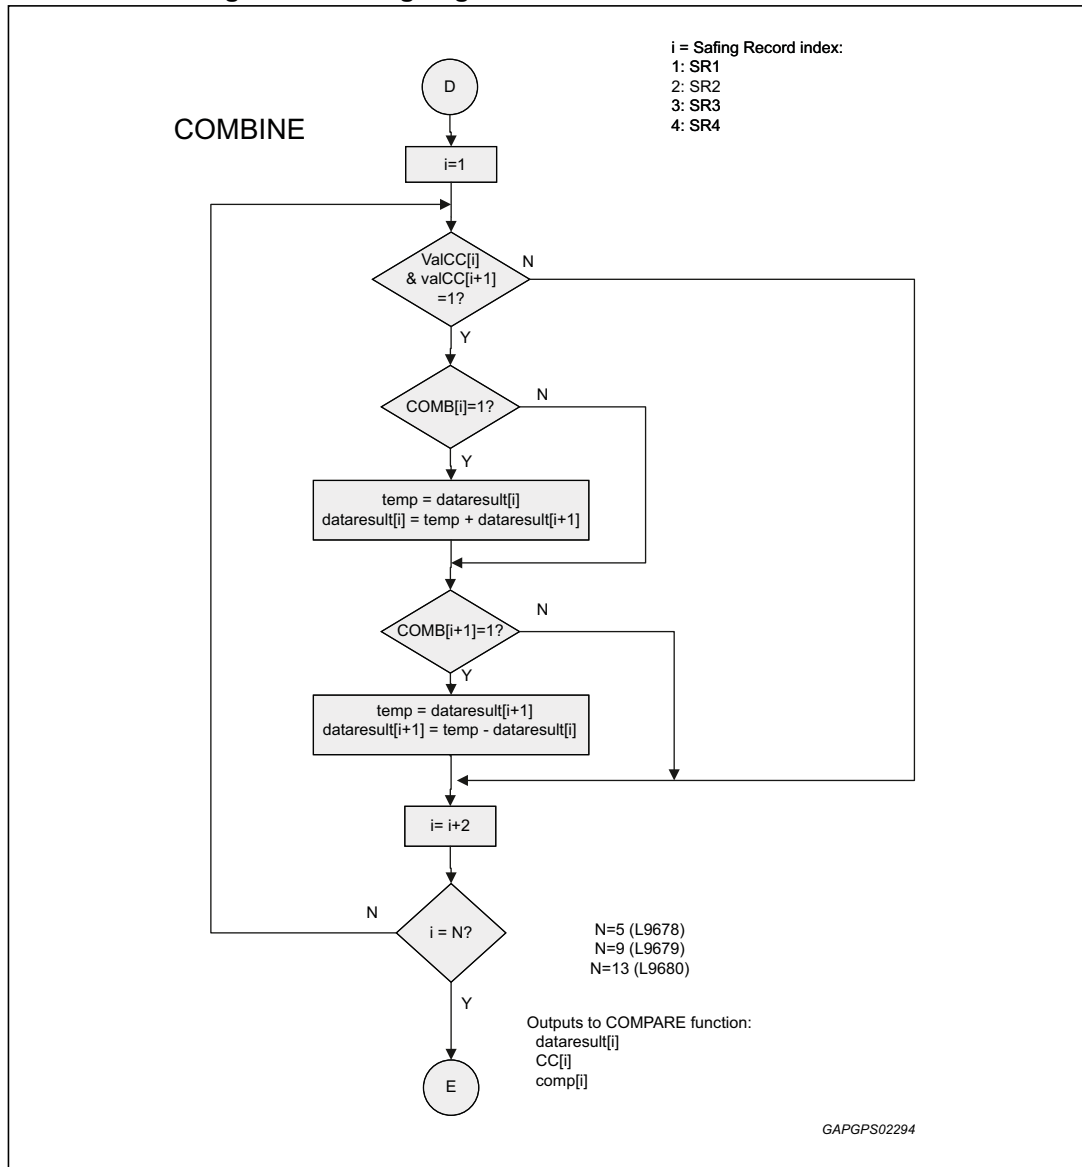 i = Safing Record index:
1: SR1
2: SR2
3: SR3
4: SR4
D
COMBINE
i=1
ValCC[i]
& valCC[i+1]
=1?
N
Y
COMB[i]=1?
N
Y
temp = dataresult[i]
dataresult[i] = temp + dataresult[i+1]
COMB[i+1]=1?
N
Y
temp = dataresult[i+1]
dataresult[i+1] = temp - dataresult[i]
i= i+2
i = N?
N
Y
N=5 (L9678)
N=9 (L9679)
N=13 (L9680)
Outputs to COMPARE function:
dataresult[i]
CC[i]
comp[i]
E
GAPGPS02294